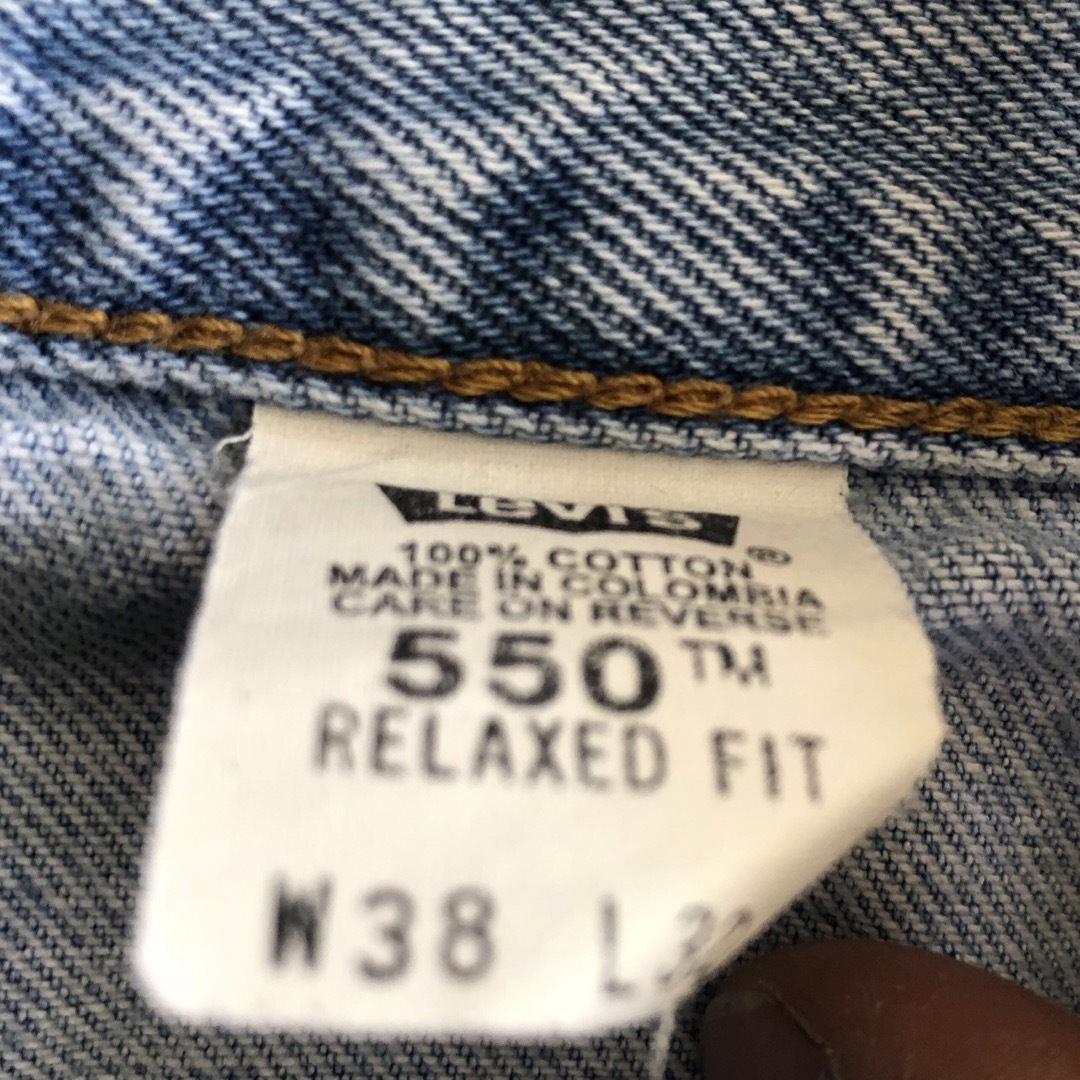 Levi's
100% COTTON ®
MADE IN COLOMBIA
CARE ON REVERSE
550™
RELAXED FIT
W38